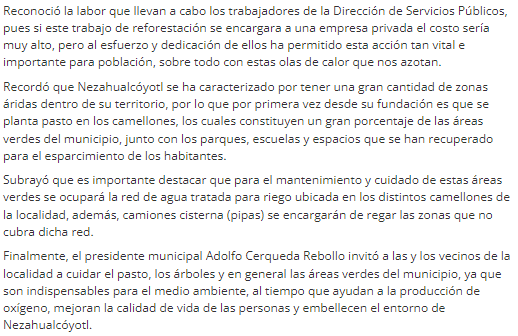 Reconoció la labor que llevan a cabo los trabajadores de la Dirección de Servicios Públicos,
pues si este trabajo de reforestación se encargara a una empresa privada el costo sería
muy alto, pero al esfuerzo y dedicación de ellos ha permitido esta acción tan vital e
importante para población, sobre todo con estas olas de calor que nos azotan.
Recordó que Nezahualcóyotl se ha caracterizado por tener una gran cantidad de zonas
áridas dentro de su territorio, por lo que por primera vez desde su fundación es que se
planta pasto en los camellones, los cuales constituyen un gran porcentaje de las áreas
verdes del municipio, junto con los parques, escuelas y espacios que se han recuperado
para el esparcimiento de los habitantes.
Subrayó que es importante destacar que para el mantenimiento y cuidado de estas áreas
verdes se ocupará la red de agua tratada para riego ubicada en los distintos camellones de
la localidad, además, camiones cisterna (pipas) se encargarán de regar las zonas que no
cubra dicha red.
Finalmente, el presidente municipal Adolfo Cerqueda Rebollo invitó a las y los vecinos de la
localidad a cuidar el pasto, los árboles y en general las áreas verdes del municipio, ya que
son indispensables para el medio ambiente, al tiempo que ayudan a la producción de
oxígeno, mejoran la calidad de vida de las personas y embellecen el entorno de
Nezahualcóyotl.